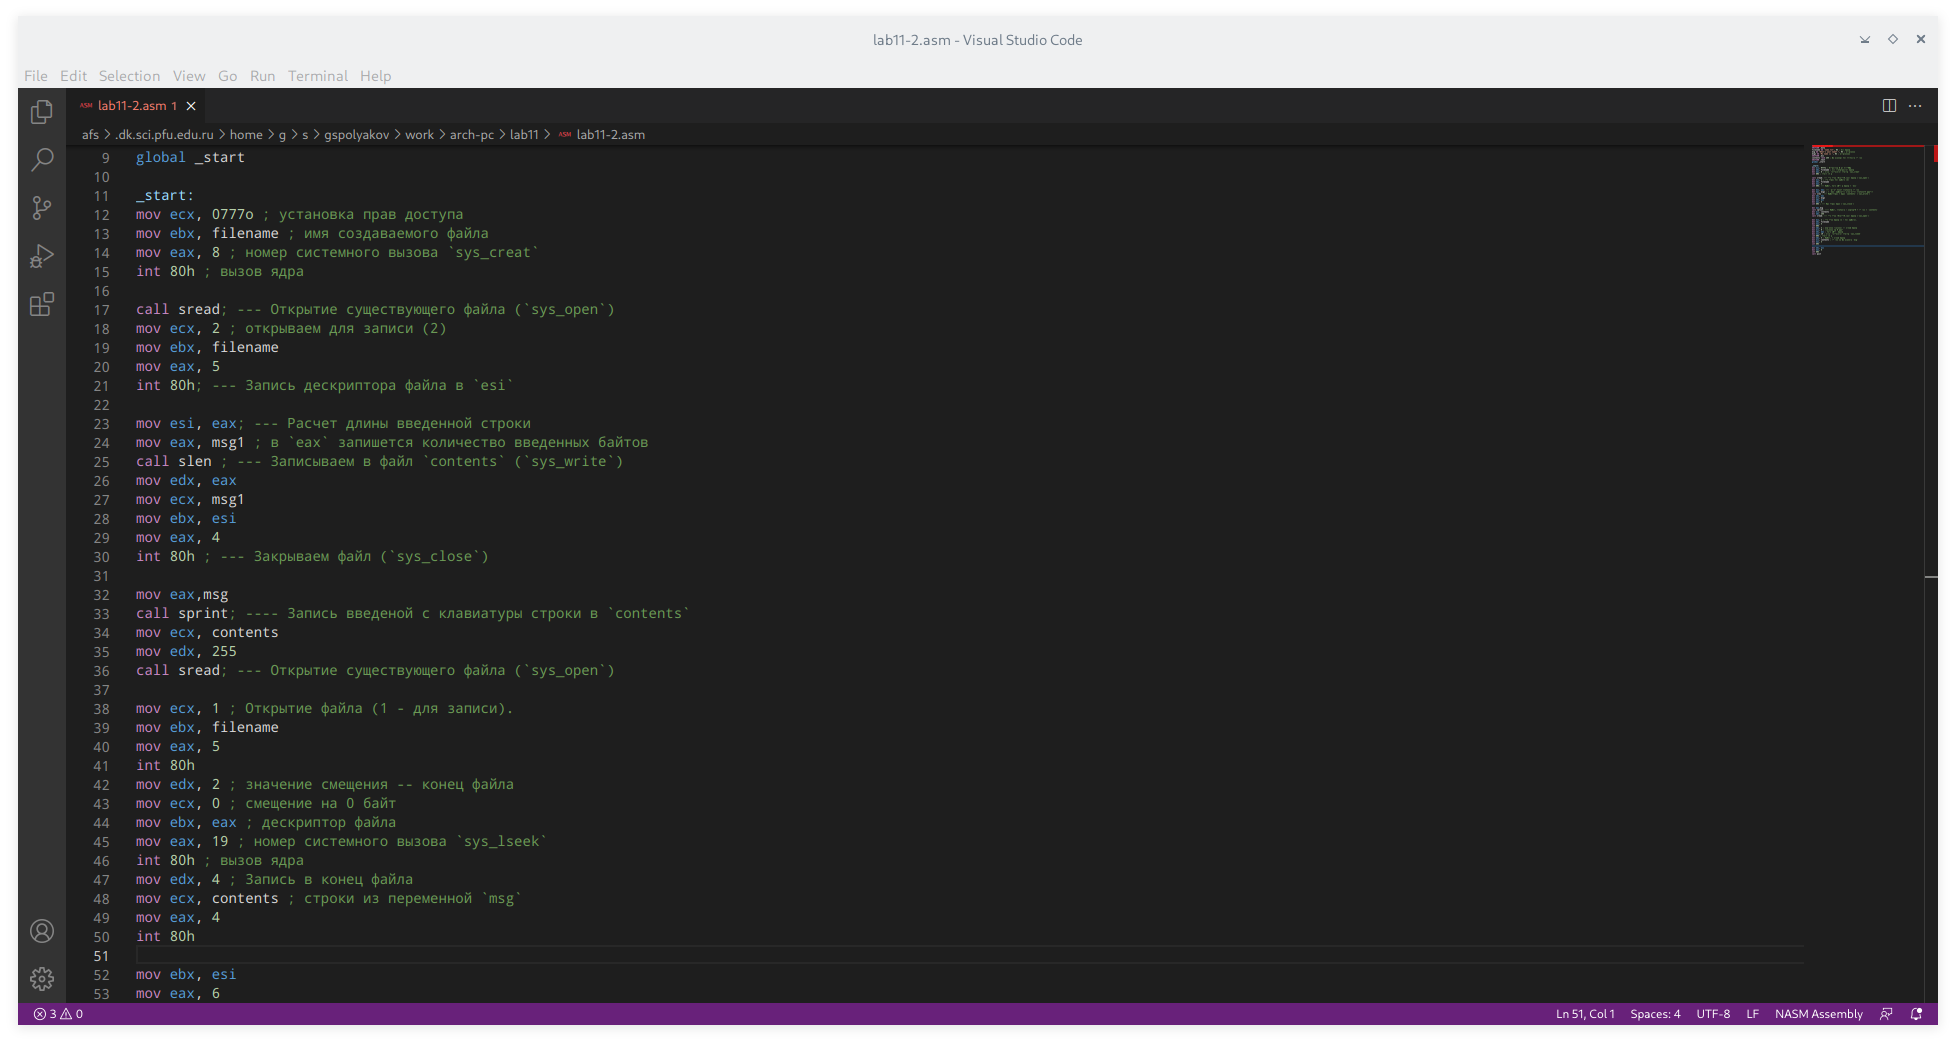 lab11-2.asm - Visual Studio Code
File Edit Selection View Go Run Terminal Help
ASM lab11-2.asm 1
afs > .dk.sci.pfu.edu.ru > home > g > s > gspolyakov > work > arch-pc > lab11 > ASM lab11-2.asm
9 global _start
10
11 _start:
12 mov ecx, 0777o ; установка прав доступа
13 mov ebx, filename ; имя создаваемого файла
14 mov eax, 8 ; номер системного вызова `sys_creat`
15 int 80h ; вызов ядра
16
17 call sread; --- Открытие существующего файла (`sys_open`)
18 mov ecx, 2 ; открываем для записи (2)
19 mov ebx, filename
20 mov eax, 5
21 int 80h; --- Запись дескриптора файла в `esi`
22
23 mov esi, eax; --- Расчет длины введенной строки
24 mov eax, msg1 ; в `eax` запишется количество введенных байтов
25 call slen ; --- Записываем в файл `contents` (`sys_write`)
26 mov edx, eax
27 mov ecx, msg1
28 mov ebx, esi
29 mov eax, 4
30 int 80h ; --- Закрываем файл (`sys_close`)
31
32 mov eax,msg
33 call sprint; ---- Запись введеной с клавиатуры строки в `contents`
34 mov ecx, contents
35 mov edx, 255
36 call sread; --- Открытие существующего файла (`sys_open`)
37
38 mov ecx, 1 ; Открытие файла (1 - для записи).
39 mov ebx, filename
40 mov eax, 5
41 int 80h
42 mov edx, 2 ; значение смещения -- конец файла
43 mov ecx, 0 ; смещение на 0 байт
44 mov ebx, eax ; дескриптор файла
45 mov eax, 19 ; номер системного вызова `sys_lseek`
46 int 80h ; вызов ядра
47 mov edx, 4 ; Запись в конец файла
48 mov ecx, contents ; строки из переменной `msg`
49 mov eax, 4
50 int 80h
51
52 mov ebx, esi
53 mov eax, 6
3 0 Ln 51, Col 1 Spaces: 4 UTF-8 LF NASM Assembly